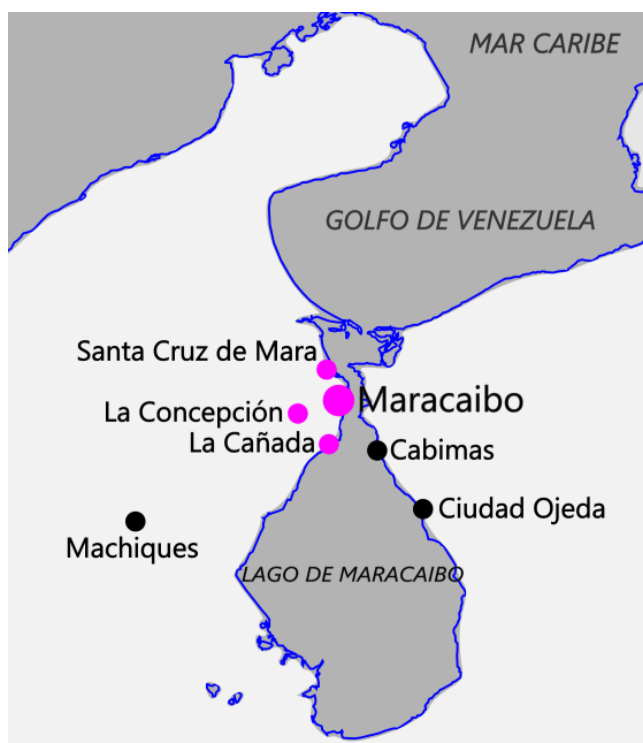 MAR CARIBE
GOLFO DE VENEZUELA
Santa Cruz de Mara
Maracaibo
La Concepción
La Cañada
Cabimas
Ciudad Ojeda
Machiques
LAGO DE MARACAIBO